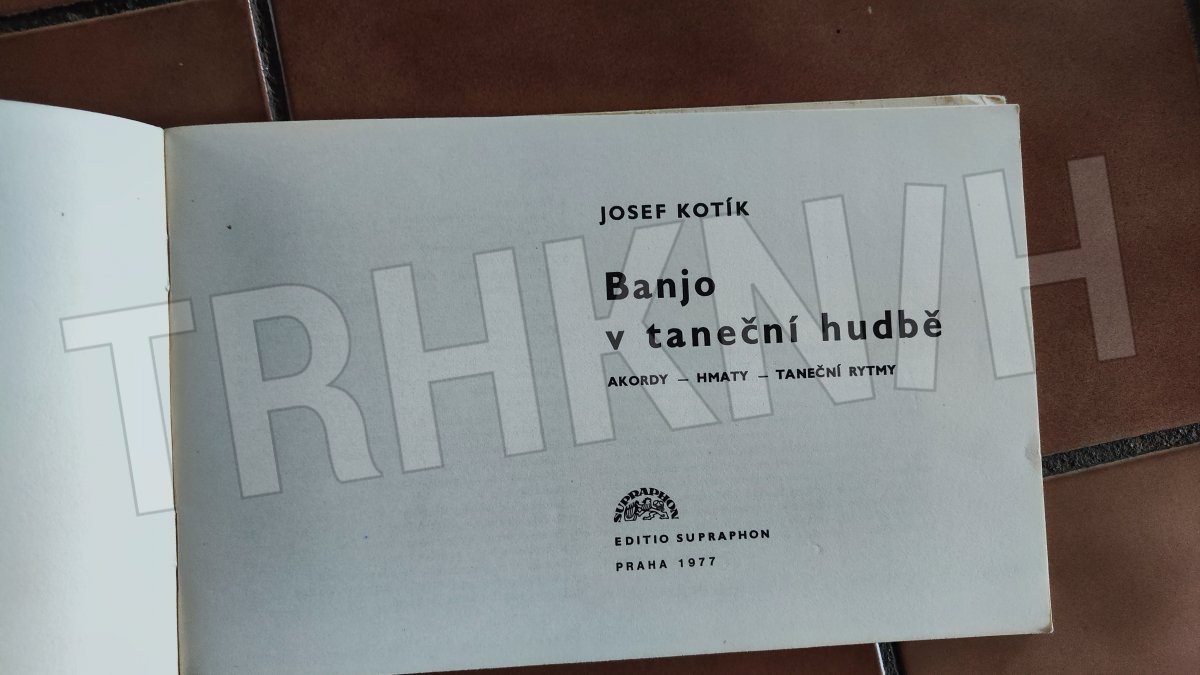 JOSEF KOTÍK
Banjo
v taneční hudbě
AKORDY — HMATY — TANEČNÍ RYTMY
SUPRAPHON
EDITIO SUPRAPHON
PRAHA 1977
TRHKNIH